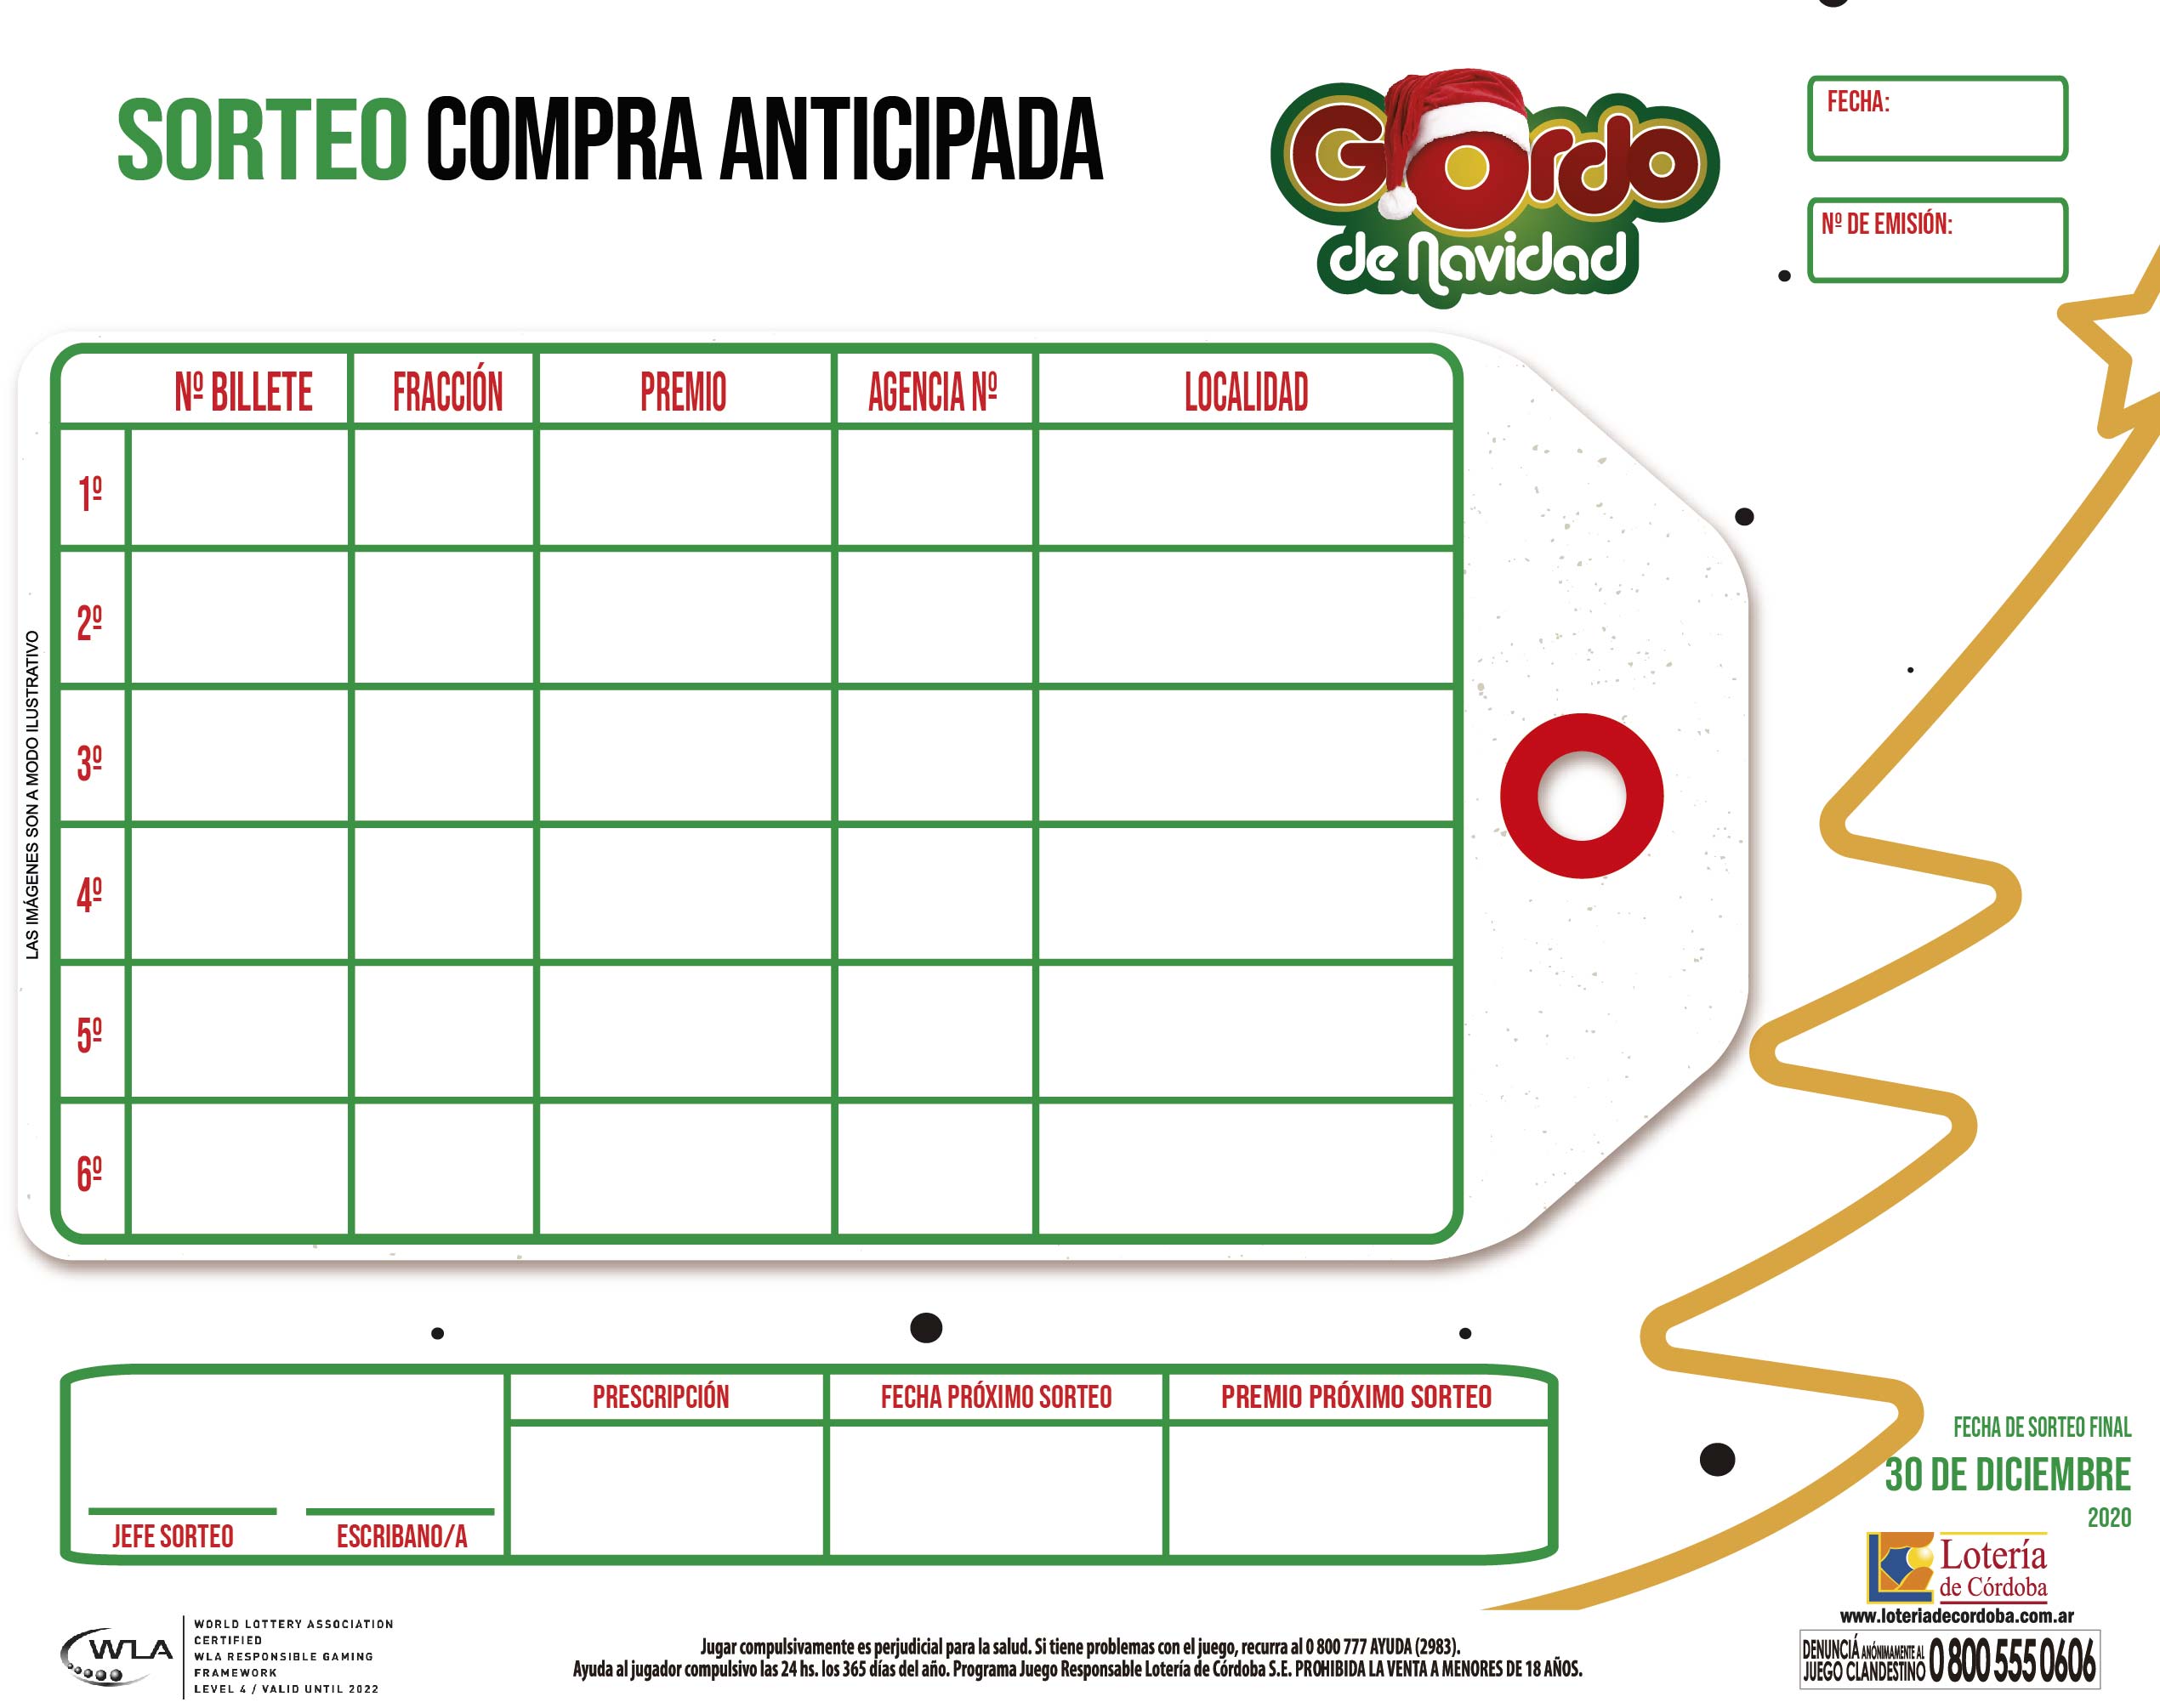 SORTEO COMPRA ANTICIPADA
Gordo
de Navidad
FECHA:
Nº DE EMISIÓN:
Nº BILLETE FRACCIÓN PREMIO AGENCIA Nº LOCALIDAD
1º
2º
3º
4º
5º
6º
LAS IMÁGENES SON A MODO ILUSTRATIVO
PRESCRIPCIÓN FECHA PRÓXIMO SORTEO PREMIO PRÓXIMO SORTEO
JEFE SORTEO ESCRIBANO/A
FECHA DE SORTEO FINAL
30 DE DICIEMBRE
2020
Lotería
de Córdoba
www.loteriadecordoba.com.ar
DENUNCIÁ ANÓNIMAMENTE AL
JUEGO CLANDESTINO 0 800 555 0606
WLA
WORLD LOTTERY ASSOCIATION
CERTIFIED
WLA RESPONSIBLE GAMING
FRAMEWORK
LEVEL 4 / VALID UNTIL 2022
Jugar compulsivamente es perjudicial para la salud. Si tiene problemas con el juego, recurra al 0 800 777 AYUDA (2983).
Ayuda al jugador compulsivo las 24 hs. los 365 días del año. Programa Juego Responsable Lotería de Córdoba S.E. PROHIBIDA LA VENTA A MENORES DE 18 AÑOS.